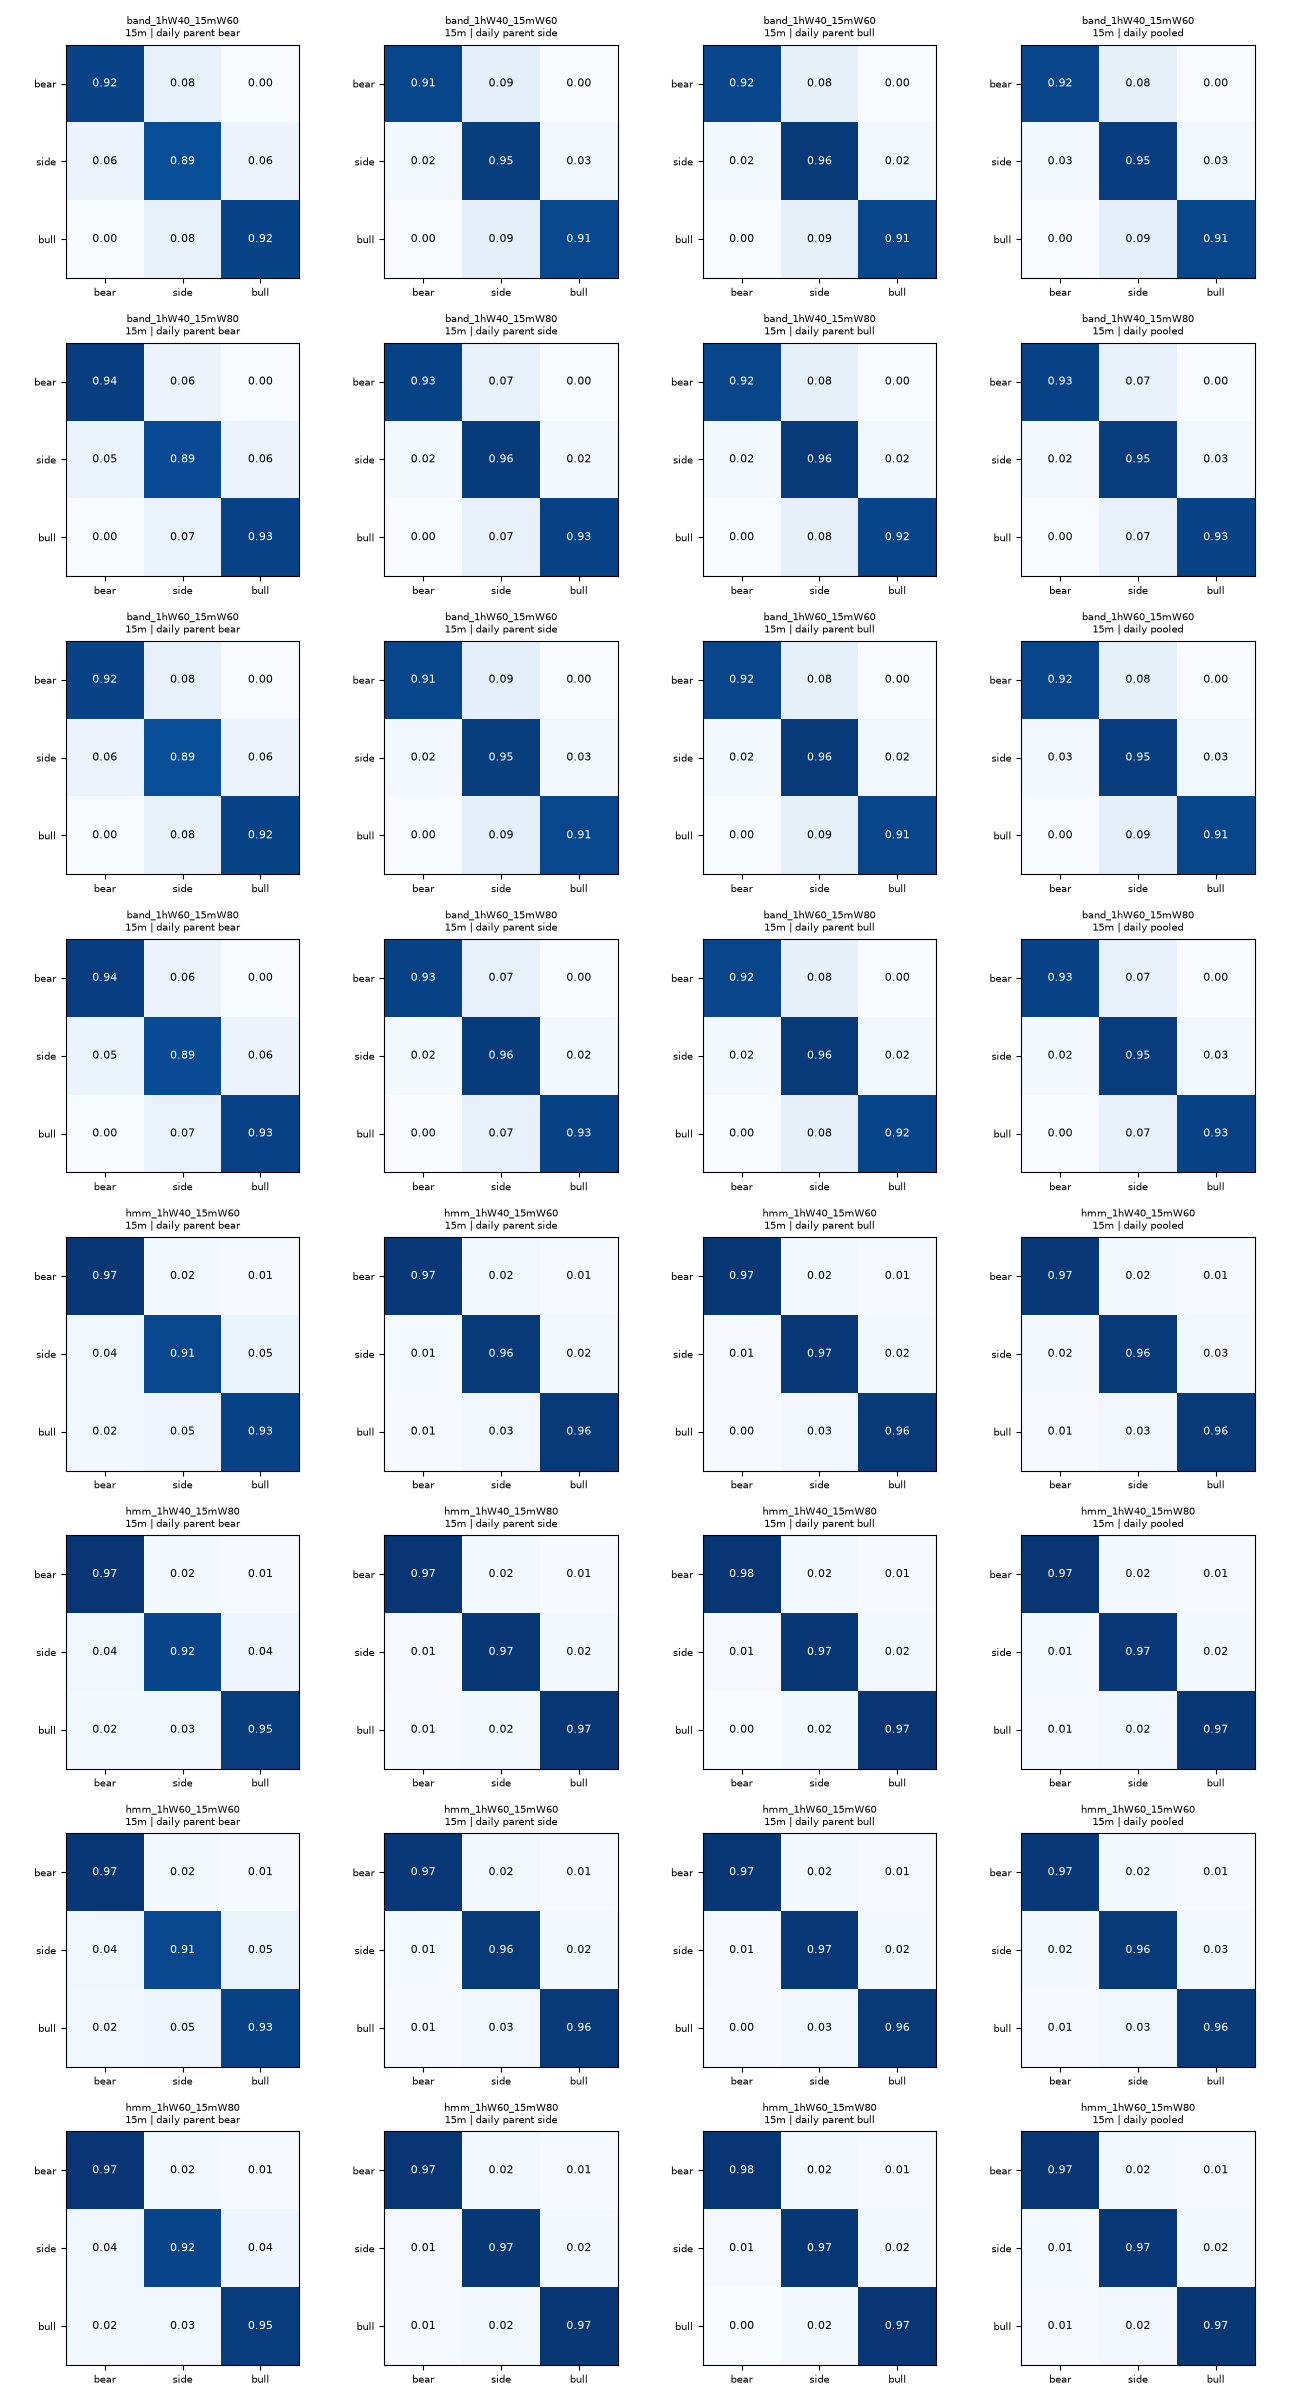 band_1hW40_15mW60 band_1hW40_15mW60 band_1hW40_15mW60 band_1hW40_15mW60
15m | daily parent bear 15m | daily parent side 15m | daily parent bull 15m | daily pooled
bear 0.92 0.08 0.00 bear 0.91 0.09 0.00 bear 0.92 0.08 0.00 bear 0.92 0.08 0.00
side 0.06 0.89 0.06 side 0.02 0.95 0.03 side 0.02 0.96 0.02 side 0.03 0.95 0.03
bull 0.00 0.08 0.92 bull 0.00 0.09 0.91 bull 0.00 0.09 0.91 bull 0.00 0.09 0.91
bear side bull bear side bull bear side bull bear side bull
band_1hW40_15mW80 band_1hW40_15mW80 band_1hW40_15mW80 band_1hW40_15mW80
15m | daily parent bear 15m | daily parent side 15m | daily parent bull 15m | daily pooled
bear 0.94 0.06 0.00 bear 0.93 0.07 0.00 bear 0.92 0.08 0.00 bear 0.93 0.07 0.00
side 0.05 0.89 0.06 side 0.02 0.96 0.02 side 0.02 0.96 0.02 side 0.02 0.95 0.03
bull 0.00 0.07 0.93 bull 0.00 0.07 0.93 bull 0.00 0.08 0.92 bull 0.00 0.07 0.93
bear side bull bear side bull bear side bull bear side bull
band_1hW60_15mW60 band_1hW60_15mW60 band_1hW60_15mW60 band_1hW60_15mW60
15m | daily parent bear 15m | daily parent side 15m | daily parent bull 15m | daily pooled
bear 0.92 0.08 0.00 bear 0.91 0.09 0.00 bear 0.92 0.08 0.00 bear 0.92 0.08 0.00
side 0.06 0.89 0.06 side 0.02 0.95 0.03 side 0.02 0.96 0.02 side 0.03 0.95 0.03
bull 0.00 0.08 0.92 bull 0.00 0.09 0.91 bull 0.00 0.09 0.91 bull 0.00 0.09 0.91
bear side bull bear side bull bear side bull bear side bull
band_1hW60_15mW80 band_1hW60_15mW80 band_1hW60_15mW80 band_1hW60_15mW80
15m | daily parent bear 15m | daily parent side 15m | daily parent bull 15m | daily pooled
bear 0.94 0.06 0.00 bear 0.93 0.07 0.00 bear 0.92 0.08 0.00 bear 0.93 0.07 0.00
side 0.05 0.89 0.06 side 0.02 0.96 0.02 side 0.02 0.96 0.02 side 0.02 0.95 0.03
bull 0.00 0.07 0.93 bull 0.00 0.07 0.93 bull 0.00 0.08 0.92 bull 0.00 0.07 0.93
bear side bull bear side bull bear side bull bear side bull
hmm_1hW40_15mW60 hmm_1hW40_15mW60 hmm_1hW40_15mW60 hmm_1hW40_15mW60
15m | daily parent bear 15m | daily parent side 15m | daily parent bull 15m | daily pooled
bear 0.97 0.02 0.01 bear 0.97 0.02 0.01 bear 0.97 0.02 0.01 bear 0.97 0.02 0.01
side 0.04 0.91 0.05 side 0.01 0.96 0.02 side 0.01 0.97 0.02 side 0.02 0.96 0.03
bull 0.02 0.05 0.93 bull 0.01 0.03 0.96 bull 0.00 0.03 0.96 bull 0.01 0.03 0.96
bear side bull bear side bull bear side bull bear side bull
hmm_1hW40_15mW80 hmm_1hW40_15mW80 hmm_1hW40_15mW80 hmm_1hW40_15mW80
15m | daily parent bear 15m | daily parent side 15m | daily parent bull 15m | daily pooled
bear 0.97 0.02 0.01 bear 0.97 0.02 0.01 bear 0.98 0.02 0.01 bear 0.97 0.02 0.01
side 0.04 0.92 0.04 side 0.01 0.97 0.02 side 0.01 0.97 0.02 side 0.01 0.97 0.02
bull 0.02 0.03 0.95 bull 0.01 0.02 0.97 bull 0.00 0.02 0.97 bull 0.01 0.02 0.97
bear side bull bear side bull bear side bull bear side bull
hmm_1hW60_15mW60 hmm_1hW60_15mW60 hmm_1hW60_15mW60 hmm_1hW60_15mW60
15m | daily parent bear 15m | daily parent side 15m | daily parent bull 15m | daily pooled
bear 0.97 0.02 0.01 bear 0.97 0.02 0.01 bear 0.97 0.02 0.01 bear 0.97 0.02 0.01
side 0.04 0.91 0.05 side 0.01 0.96 0.02 side 0.01 0.97 0.02 side 0.02 0.96 0.03
bull 0.02 0.05 0.93 bull 0.01 0.03 0.96 bull 0.00 0.03 0.96 bull 0.01 0.03 0.96
bear side bull bear side bull bear side bull bear side bull
hmm_1hW60_15mW80 hmm_1hW60_15mW80 hmm_1hW60_15mW80 hmm_1hW60_15mW80
15m | daily parent bear 15m | daily parent side 15m | daily parent bull 15m | daily pooled
bear 0.97 0.02 0.01 bear 0.97 0.02 0.01 bear 0.98 0.02 0.01 bear 0.97 0.02 0.01
side 0.04 0.92 0.04 side 0.01 0.97 0.02 side 0.01 0.97 0.02 side 0.01 0.97 0.02
bull 0.02 0.03 0.95 bull 0.01 0.02 0.97 bull 0.00 0.02 0.97 bull 0.01 0.02 0.97
bear side bull bear side bull bear side bull bear side bull